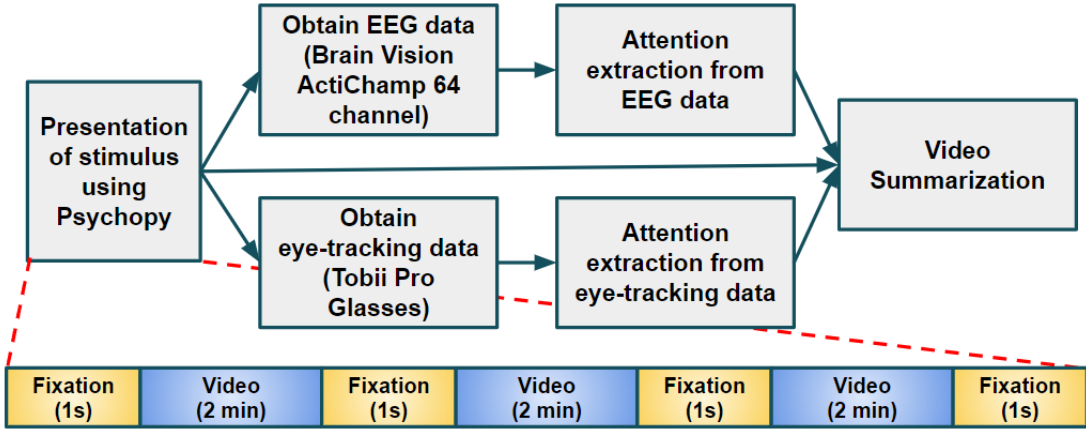 Presentation
of stimulus
using
Psychopy
Obtain EEG data
(Brain Vision
ActiChamp 64
channel)
Attention
extraction from
EEG data
Obtain
eye-tracking data
(Tobii Pro
Glasses)
Attention
extraction from
eye-tracking data
Video
Summarization
Fixation
(1s)
Video
(2 min)
Fixation
(1s)
Video
(2 min)
Fixation
(1s)
Video
(2 min)
Fixation
(1s)